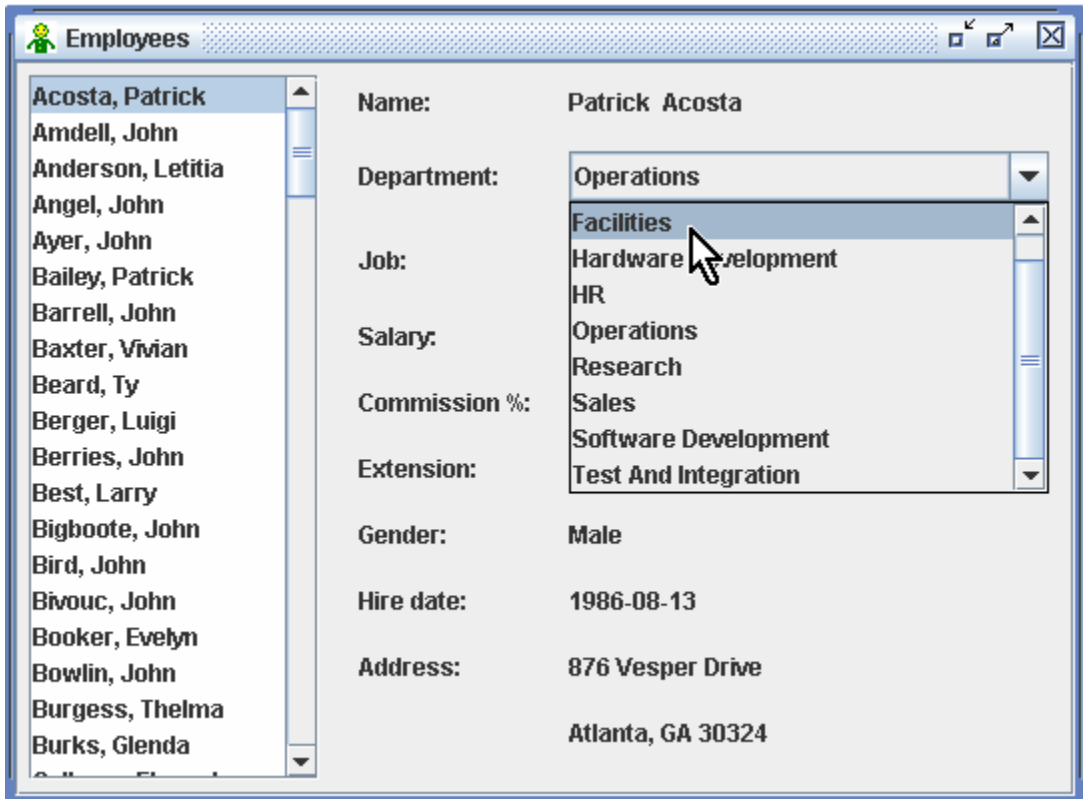 Employees
Acosta, Patrick
Amdell, John
Anderson, Letitia
Angel, John
Ayer, John
Bailey, Patrick
Barrell, John
Baxter, Vivian
Beard, Ty
Berger, Luigi
Berries, John
Best, Larry
Bigboote, John
Bird, John
Bivouc, John
Booker, Evelyn
Bowlin, John
Burgess, Thelma
Burks, Glenda
Name: Patrick Acosta
Department: Operations
Facilities
Hardware velopment
HR
Operations
Research
Sales
Software Development
Test And Integration
Job:
Salary:
Commission %:
Extension:
Gender: Male
Hire date: 1986-08-13
Address: 876 Vesper Drive
Atlanta, GA 30324